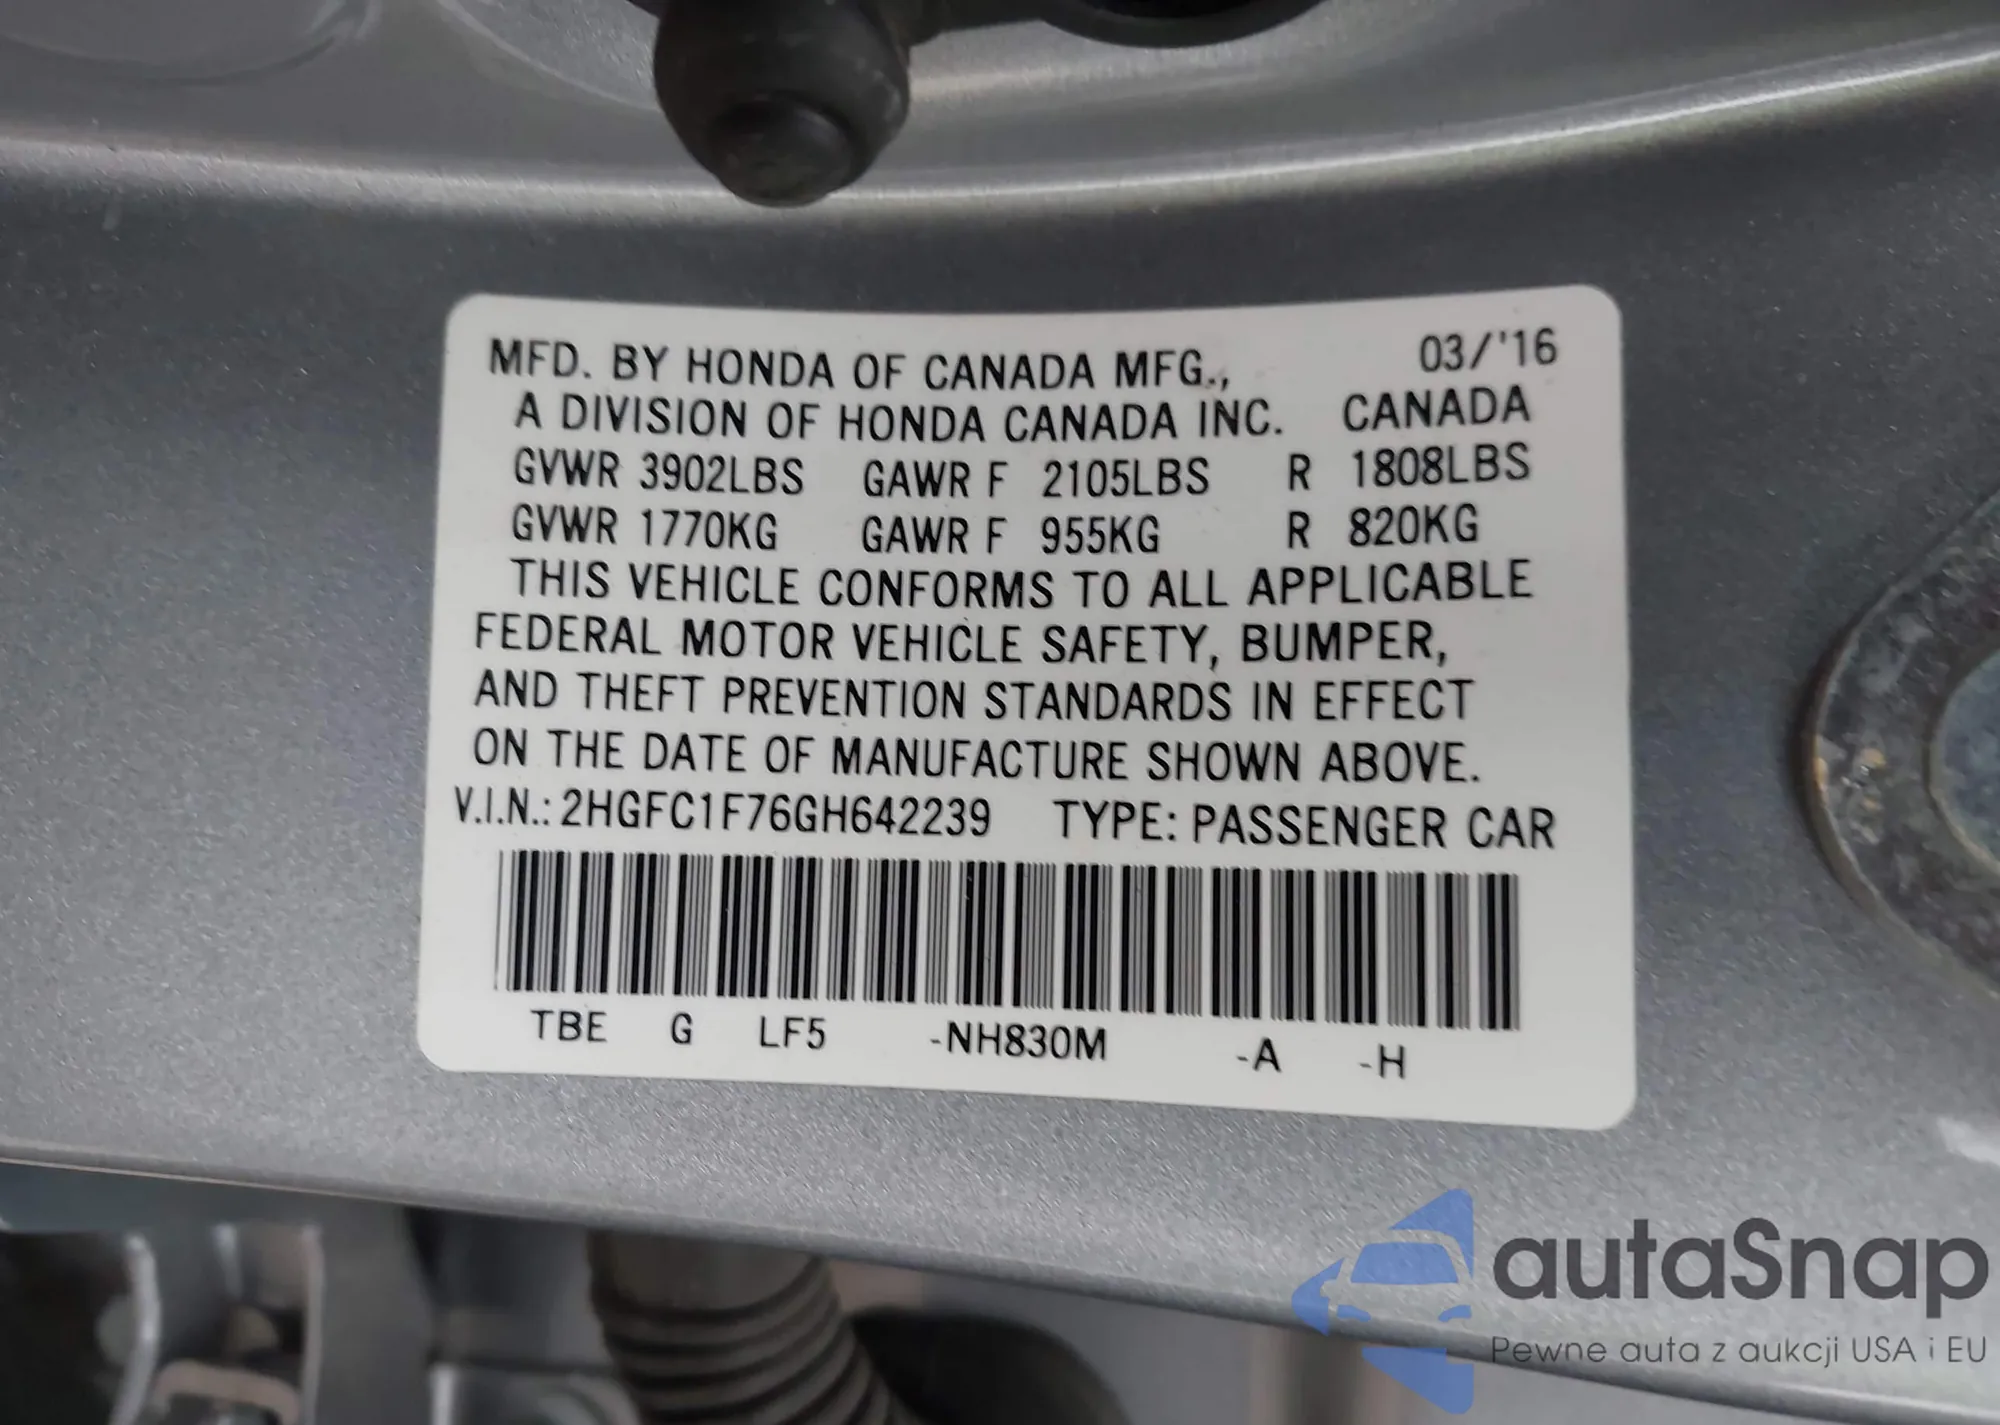 MFD. BY HONDA OF CANADA MFG., 03/'16
A DIVISION OF HONDA CANADA INC. CANADA
GVWR 3902LBS GAWR F 2105LBS R 1808LBS
GVWR 1770KG GAWR F 955KG R 820KG
THIS VEHICLE CONFORMS TO ALL APPLICABLE
FEDERAL MOTOR VEHICLE SAFETY, BUMPER,
AND THEFT PREVENTION STANDARDS IN EFFECT
ON THE DATE OF MANUFACTURE SHOWN ABOVE.
V.I.N.: 2HGFC1F76GH642239 TYPE: PASSENGER CAR
TBE G LF5 -NH830M -A -H
autaSnap
Pewne auta z aukcji USA i EU